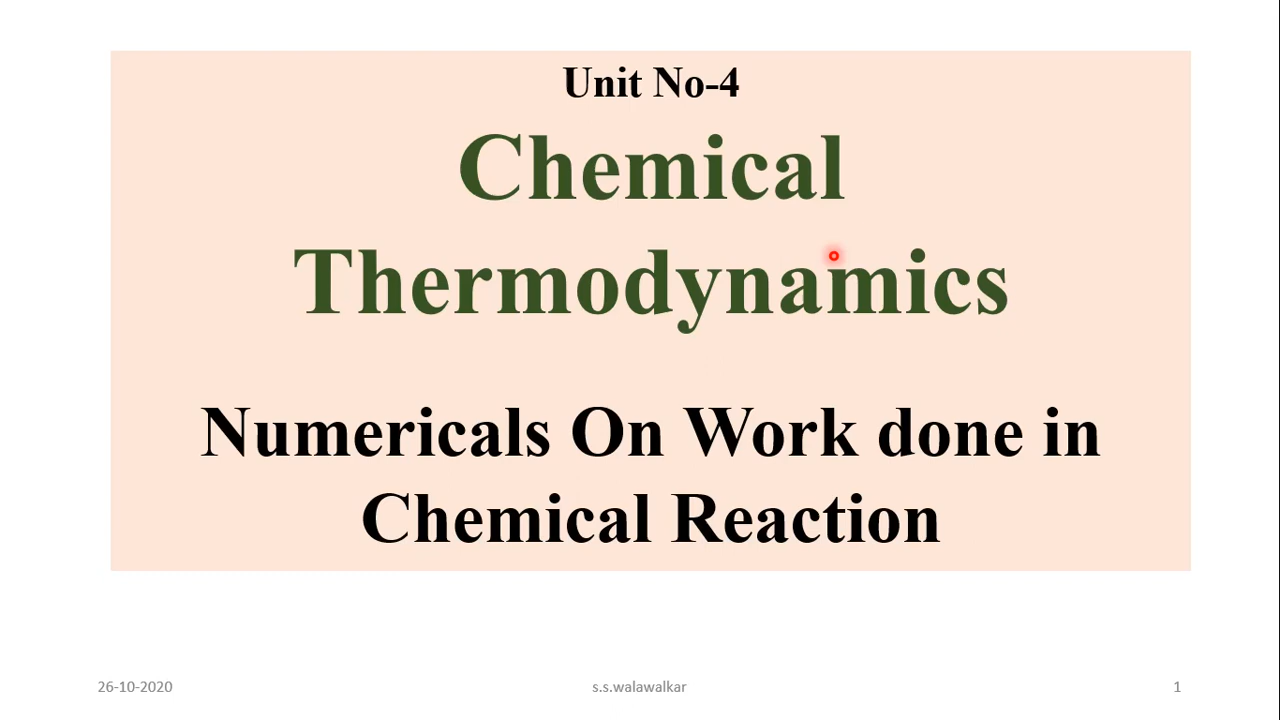 Unit No-4
Chemical
Thermodynamics
Numericals On Work done in
Chemical Reaction
26-10-2020
s.s.walawalkar
1